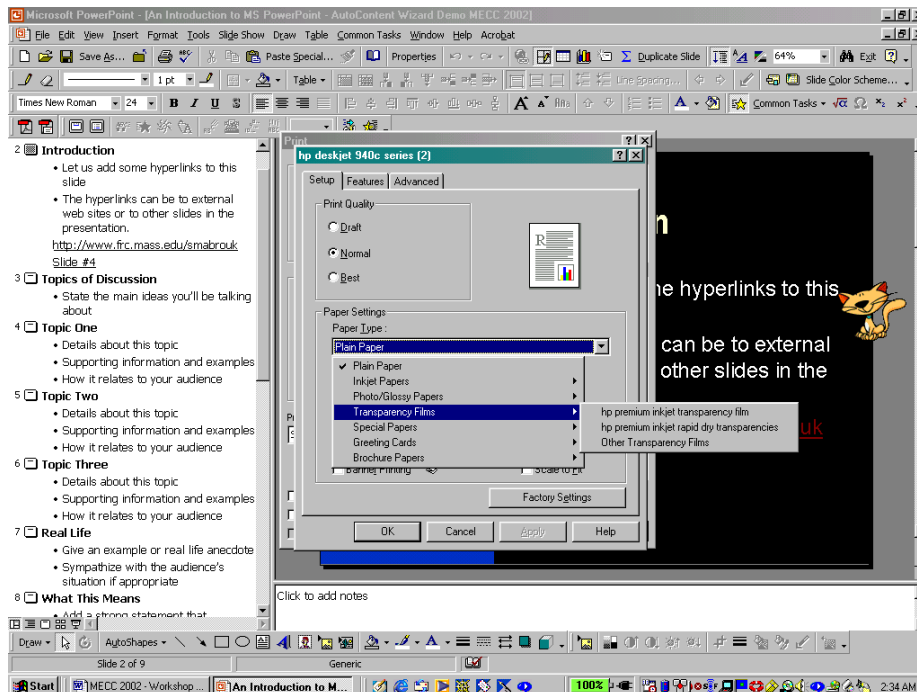 Microsoft PowerPoint - [An Introduction to MS PowerPoint - AutoContent Wizard Demo MECC 2002]
File Edit View Insert Format Tools Slide Show Draw Table Common Tasks Window Help Acrobat
Save As... Paste Special... Properties Duplicate Slide 64% Exit
1 pt Table Line Spacing... Slide Color Scheme...
Times New Roman 24 B I U S Common Tasks
2 Introduction
• Let us add some hyperlinks to this
slide
• The hyperlinks can be to external
web sites or to other slides in the
presentation.
http://www.frc.mass.edu/smabrouk
Slide #4
3 Topics of Discussion
• State the main ideas you'll be talking
about
4 Topic One
• Details about this topic
• Supporting information and examples
• How it relates to your audience
5 Topic Two
• Details about this topic
• Supporting information and examples
• How it relates to your audience
6 Topic Three
• Details about this topic
• Supporting information and examples
• How it relates to your audience
7 Real Life
• Give an example or real life anecdote
• Sympathize with the audience's
situation if appropriate
8 What This Means
• Add a strong statement that
Print
hp deskjet 940c series (2)
Setup Features Advanced
Print Quality
Draft
Normal
Best
Paper Settings
Paper Type :
Plain Paper
Plain Paper
Inkjet Papers
Photo/Glossy Papers
Transparency Films
Special Papers
Greeting Cards
Brochure Papers
hp premium inkjet transparency film
hp premium inkjet rapid dry transparencies
Other Transparency Films
Banner Printing Scale to Fit
Factory Settings
OK Cancel Apply Help
n
he hyperlinks to this
can be to external
other slides in the
uk
Click to add notes
Draw AutoShapes
Slide 2 of 9 Generic
Start MECC 2002 - Workshop ... An Introduction to M... 100% 2:34 AM